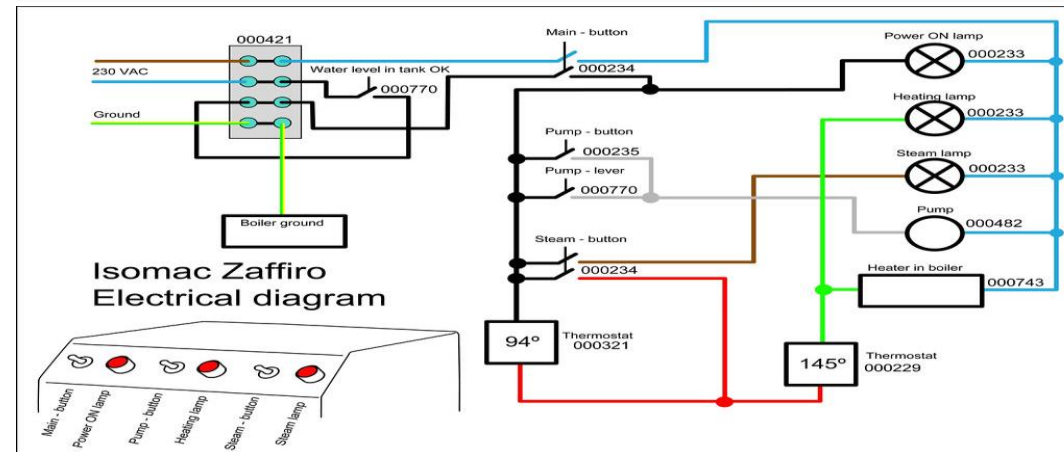 000421
230 VAC
Ground
Water level in tank OK
000770
Main - button
000234
Power ON lamp
000233
Heating lamp
000233
Steam lamp
000233
Pump
000482
Heater in boiler
000743
Pump - button
000235
Pump - lever
000770
Steam - button
000234
94º
Thermostat
000321
145º
Thermostat
000229
Boiler ground
Isomac Zaffiro
Electrical diagram
Main - button
Power ON lamp
Pump - button
Heating lamp
Steam - button
Steam lamp